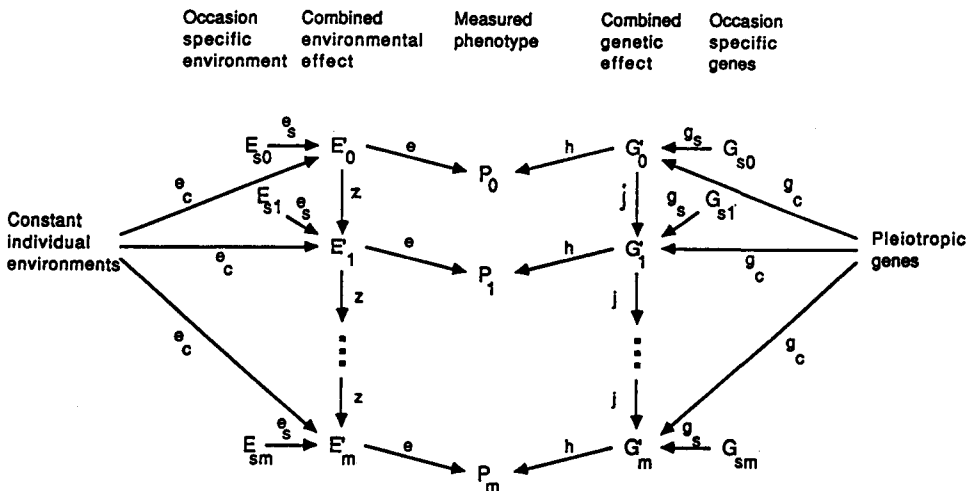 Occasion specific environment
Combined environmental effect
Measured phenotype
Combined genetic effect
Occasion specific genes
E_s0 e_s E'_0 e P_0 h G'_0 g_s G_s0
e_c z j g_c
E_s1 e_s g_s G_s1
Constant individual environments
e_c E'_1 e P_1 h G'_1 g_c
Pleiotropic genes
z j
e_c g_c
z j
E_sm e_s E'_m e P_m h G'_m g_s G_sm